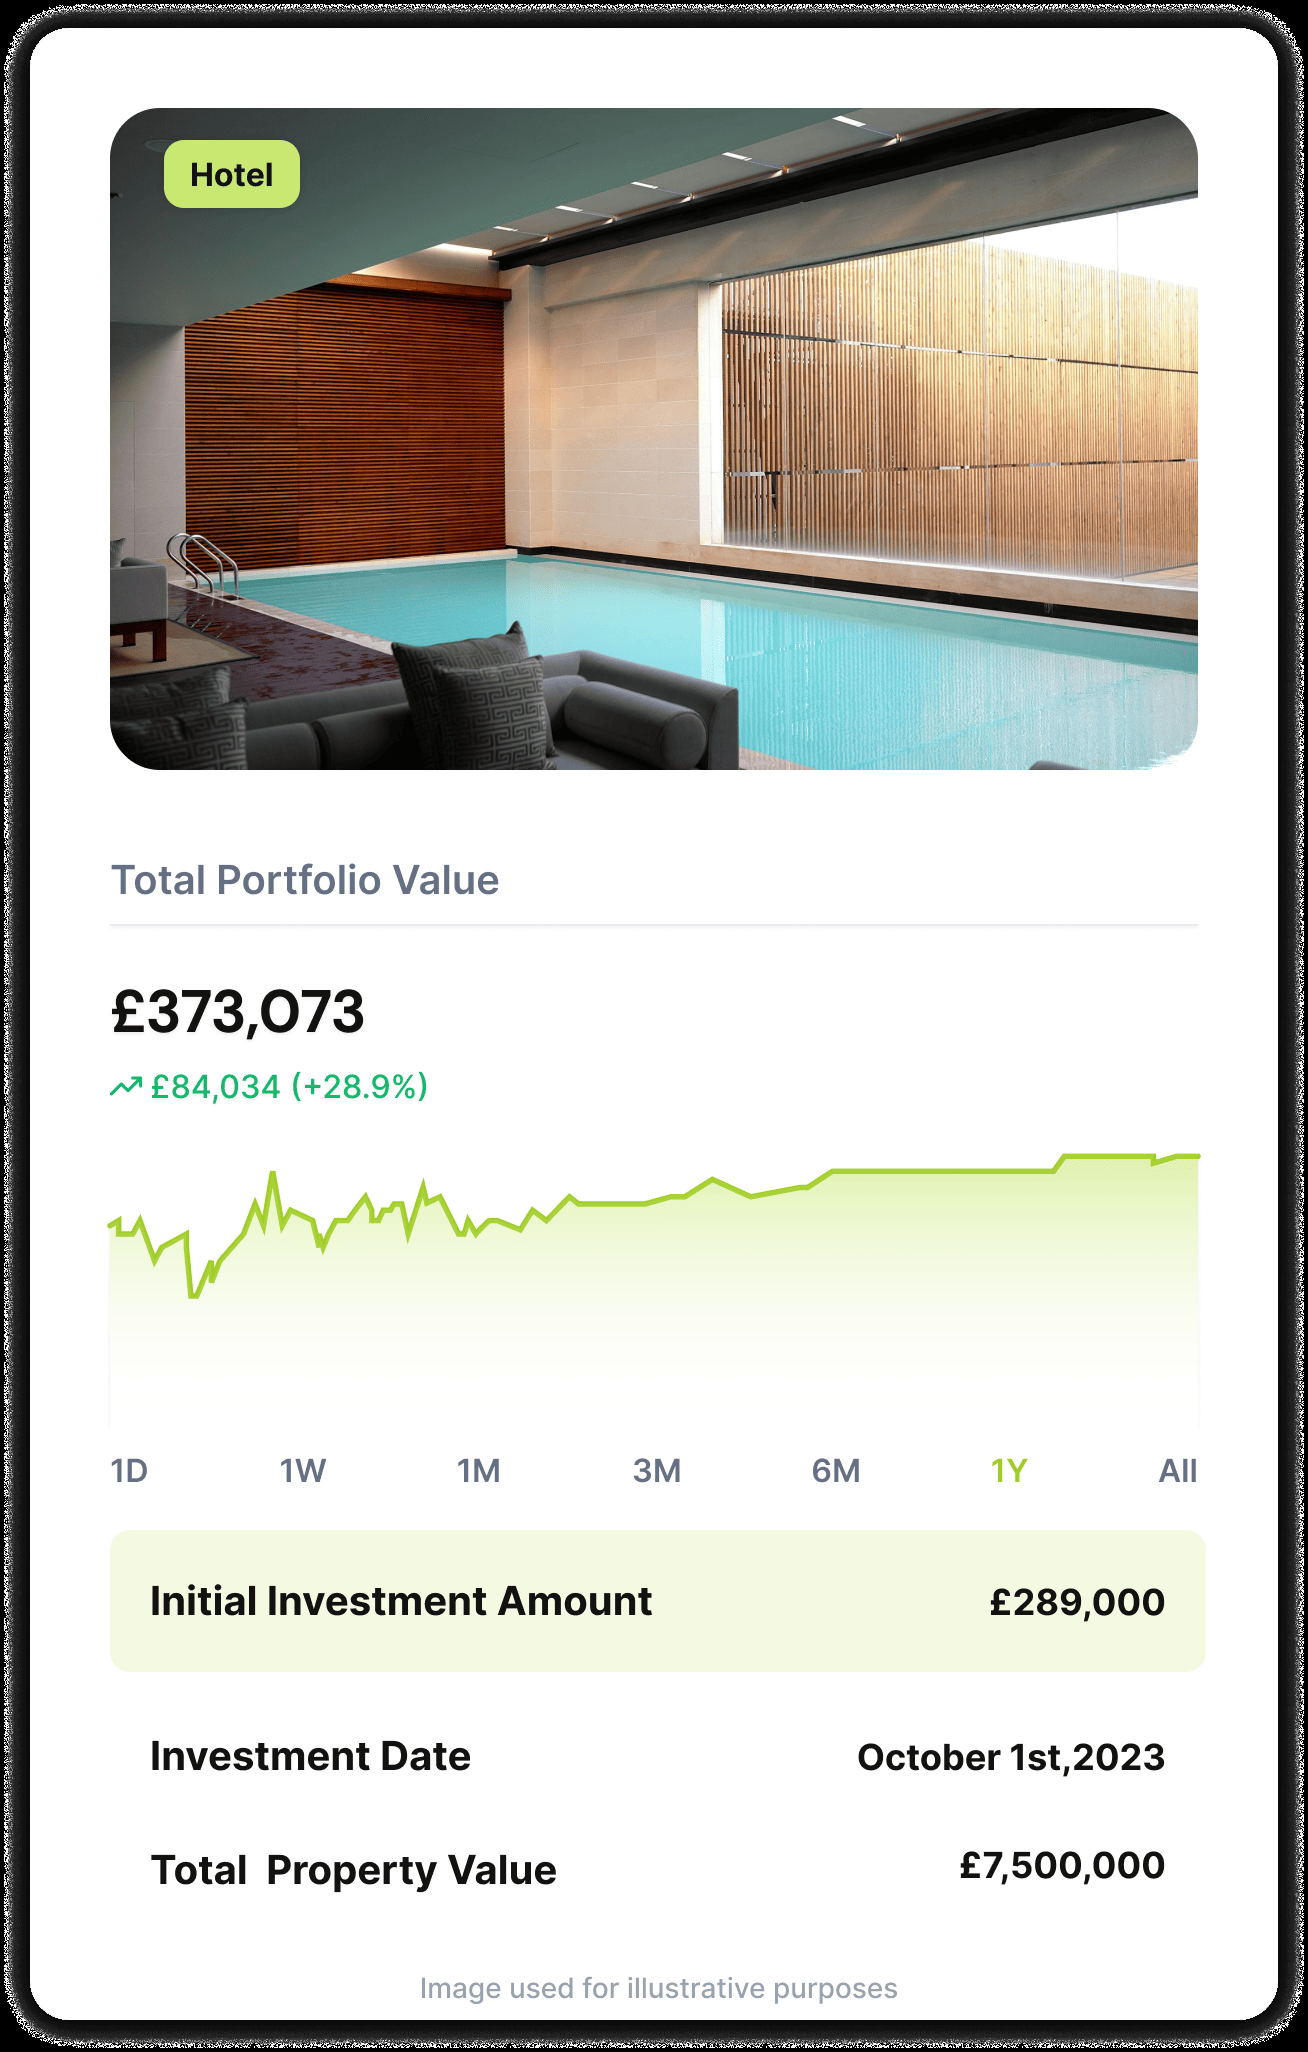 Hotel
Total Portfolio Value
£373,073
£84,034 (+28.9%)
1D 1W 1M 3M 6M 1Y All
Initial Investment Amount £289,000
Investment Date October 1st,2023
Total Property Value £7,500,000
Image used for illustrative purposes